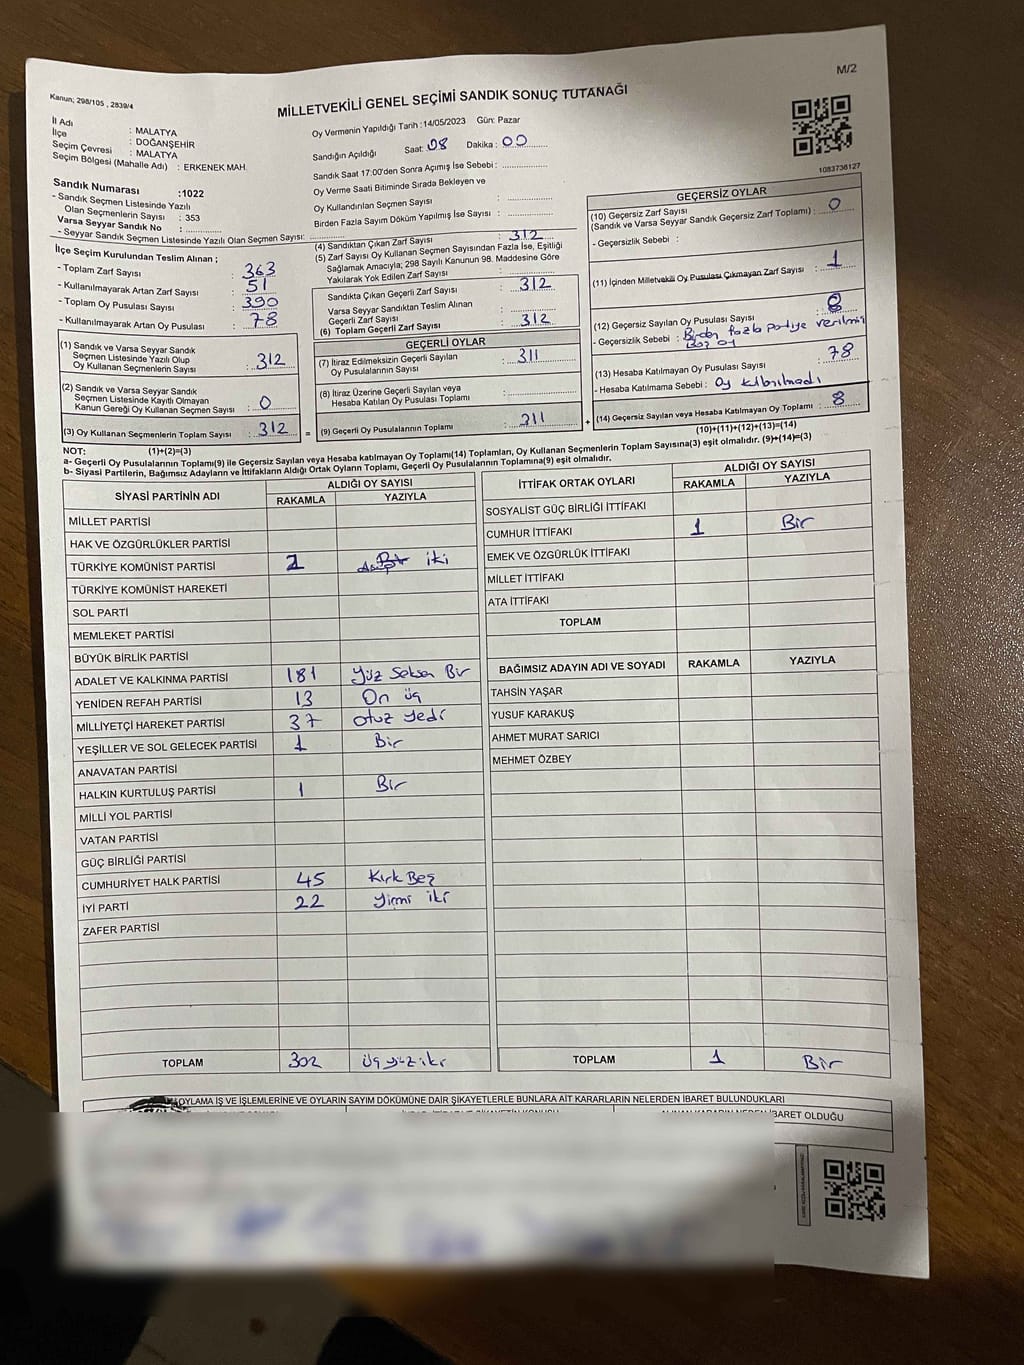 M/2
Kanun; 298/105 , 2839/4
MİLLETVEKİLİ GENEL SEÇİMİ SANDIK SONUÇ TUTANAĞI
İl Adı : MALATYA
İlçe : DOĞANŞEHİR
Seçim Çevresi : MALATYA
Seçim Bölgesi (Mahalle Adı) : ERKENEK MAH.
Oy Vermenin Yapıldığı Tarih :14/05/2023 Gün: Pazar
Sandığın Açıldığı Saat: 08 Dakika : 00
Sandık Saat 17:00'den Sonra Açımış İse Sebebi :
Oy Verme Saati Bitiminde Sırada Bekleyen ve
Oy Kullandırılan Seçmen Sayısı :
Birden Fazla Sayım Döküm Yapılmış İse Sayısı :
1083736127
Sandık Numarası :1022
- Sandık Seçmen Listesinde Yazılı
Olan Seçmenlerin Sayısı : 353
Varsa Seyyar Sandık No :
- Seyyar Sandık Seçmen Listesinde Yazılı Olan Seçmen Sayısı:
İlçe Seçim Kurulundan Teslim Alınan ;
- Toplam Zarf Sayısı : 363
- Kullanılmayarak Artan Zarf Sayısı : 51
- Toplam Oy Pusulası Sayısı : 390
- Kullanılmayarak Artan Oy Pusulası : 78
(1) Sandık ve Varsa Seyyar Sandık
Seçmen Listesinde Yazılı Olup
Oy Kullanan Seçmenlerin Sayısı : 312
(2) Sandık ve Varsa Seyyar Sandık
Seçmen Listesinde Kayıtlı Olmayan
Kanun Gereği Oy Kullanan Seçmen Sayısı : 0
(3) Oy Kullanan Seçmenlerin Toplam Sayısı : 312
(1)+(2)=(3)
(4) Sandıktan Çıkan Zarf Sayısı : 312
(5) Zarf Sayısı Oy Kullanan Seçmen Sayısından Fazla İse, Eşitliği
Sağlamak Amacıyla; 298 Sayılı Kanunun 98. Maddesine Göre
Yakılarak Yok Edilen Zarf Sayısı :
Sandıkta Çıkan Geçerli Zarf Sayısı : 312
Varsa Seyyar Sandıktan Teslim Alınan
Geçerli Zarf Sayısı :
(6) Toplam Geçerli Zarf Sayısı : 312
GEÇERLİ OYLAR
(7) İtiraz Edilmeksizin Geçerli Sayılan
Oy Pusulalarının Sayısı : 311
(8) İtiraz Üzerine Geçerli Sayılan veya
Hesaba Katılan Oy Pusulası Toplamı :
= (9) Geçerli Oy Pusulalarının Toplamı : 311 +
GEÇERSİZ OYLAR
(10) Geçersiz Zarf Sayısı
(Sandık ve Varsa Seyyar Sandık Geçersiz Zarf Toplamı) : 0
- Geçersizlik Sebebi :
(11) İçinden Milletvekili Oy Pusulası Çıkmayan Zarf Sayısı : 1
(12) Geçersiz Sayılan Oy Pusulası Sayısı : 8
- Geçersizlik Sebebi : Birden fazla partiye verilmiş
Boş oy
(13) Hesaba Katılmayan Oy Pusulası Sayısı : 78
- Hesaba Katılmama Sebebi : Oy
(14) Geçersiz Sayılan veya Hesaba Katılmayan Oy Toplamı : 8
(10)+(11)+(12)+(13)=(14)
NOT:
a- Geçerli Oy Pusulalarının Toplamı(9) ile Geçersiz Sayılan veya Hesaba Katılmayan Oy Toplamı(14) Toplamları, Oy Kullanan Seçmenlerin Toplam Sayısına(3) eşit olmalıdır. (9)+(14)=(3)
b- Siyasi Partilerin, Bağımsız Adayların ve İttifakların Aldığı Ortak Oyların Toplamı, Geçerli Oy Pusulalarının Toplamına(9) eşit olmalıdır.
SİYASİ PARTİNİN ADI ALDIĞI OY SAYISI
RAKAMLA YAZIYLA
MİLLET PARTİSİ
HAK VE ÖZGÜRLÜKLER PARTİSİ
TÜRKİYE KOMÜNİST PARTİSİ 2 iki
TÜRKİYE KOMÜNİST HAREKETİ
SOL PARTİ
MEMLEKET PARTİSİ
BÜYÜK BİRLİK PARTİSİ
ADALET VE KALKINMA PARTİSİ 181 Yüz Seksen Bir
YENİDEN REFAH PARTİSİ 13 On üç
MİLLİYETÇİ HAREKET PARTİSİ 37 otuz yedi
YEŞİLLER VE SOL GELECEK PARTİSİ 1 Bir
ANAVATAN PARTİSİ
HALKIN KURTULUŞ PARTİSİ 1 Bir
MİLLİ YOL PARTİSİ
VATAN PARTİSİ
GÜÇ BİRLİĞİ PARTİSİ
CUMHURİYET HALK PARTİSİ 45 Kırk Beş
İYİ PARTİ 22 yirmi iki
ZAFER PARTİSİ
TOPLAM 302 üç yüz iki
İTTİFAK ORTAK OYLARI ALDIĞI OY SAYISI
RAKAMLA YAZIYLA
SOSYALİST GÜÇ BİRLİĞİ İTTİFAKI
CUMHUR İTTİFAKI 1 Bir
EMEK VE ÖZGÜRLÜK İTTİFAKI
MİLLET İTTİFAKI
ATA İTTİFAKI
TOPLAM
BAĞIMSIZ ADAYIN ADI VE SOYADI RAKAMLA YAZIYLA
TAHSİN YAŞAR
YUSUF KARAKUŞ
AHMET MURAT SARICI
MEHMET ÖZBEY
TOPLAM 1 Bir
OYLAMA İŞ VE İŞLEMLERİNE VE OYLARIN SAYIM DÖKÜMÜNE DAİR ŞİKAYETLERLE BUNLARA AİT KARARLARIN NELERDEN İBARET BULUNDUKLARI
İBARET OLDUĞU